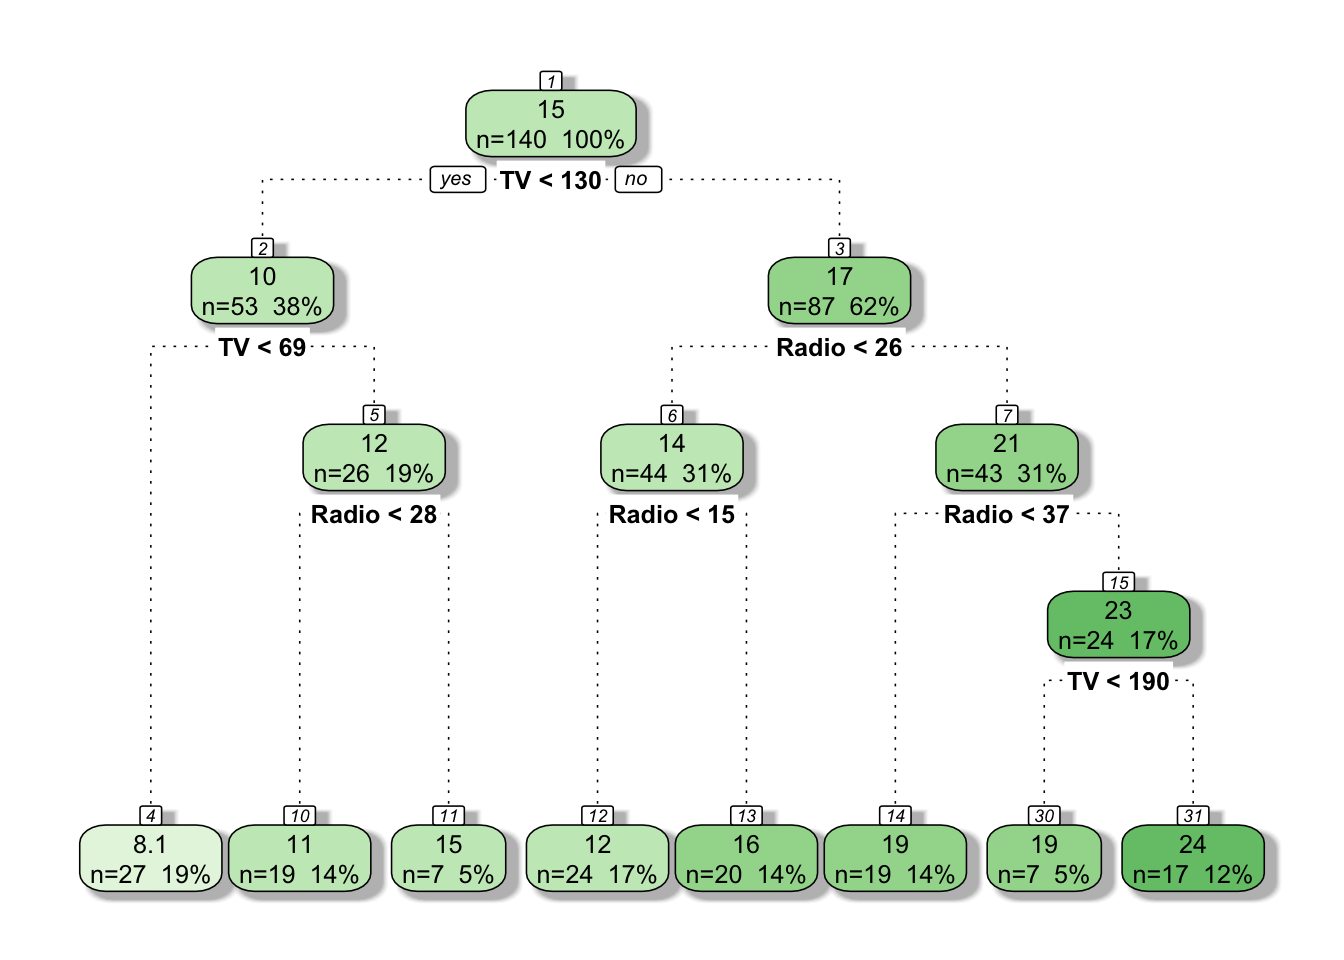 1
15
n=140 100%
yes TV < 130 no
2
10
n=53 38%
3
17
n=87 62%
TV < 69
Radio < 26
5
12
n=26 19%
6
14
n=44 31%
7
21
n=43 31%
Radio < 28
Radio < 15
Radio < 37
15
23
n=24 17%
TV < 190
4
8.1
n=27 19%
10
11
n=19 14%
11
15
n=7 5%
12
12
n=24 17%
13
16
n=20 14%
14
19
n=19 14%
30
19
n=7 5%
31
24
n=17 12%